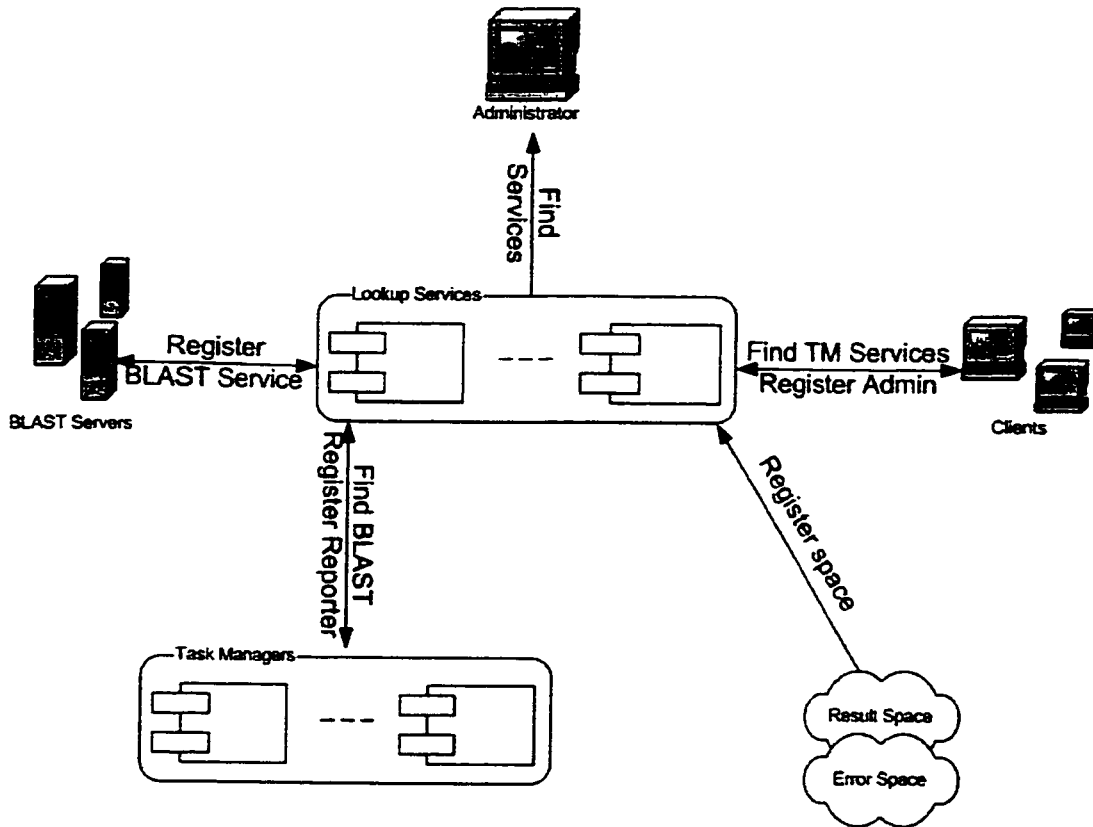 Administrator
Find
Services
Lookup Services
Register
BLAST Service
BLAST Servers
Find TM Services
Register Admin
Clients
Find BLAST
Register Reporter
Register space
Task Managers
Result Space
Error Space